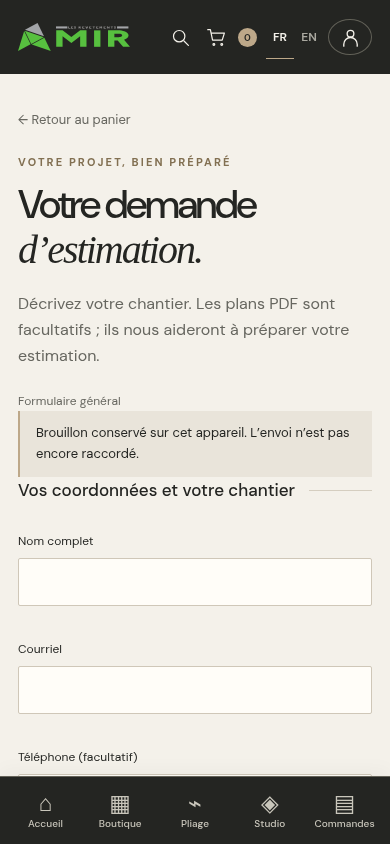 LES REVÊTEMENTS
MIR
0
FR
EN
← Retour au panier
VOTRE PROJET, BIEN PRÉPARÉ
Votre demande
d’estimation.
Décrivez votre chantier. Les plans PDF sont
facultatifs ; ils nous aideront à préparer votre
estimation.
Formulaire général
Brouillon conservé sur cet appareil. L’envoi n’est pas
encore raccordé.
Vos coordonnées et votre chantier
Nom complet
Courriel
Téléphone (facultatif)
Accueil
Boutique
Pliage
Studio
Commandes